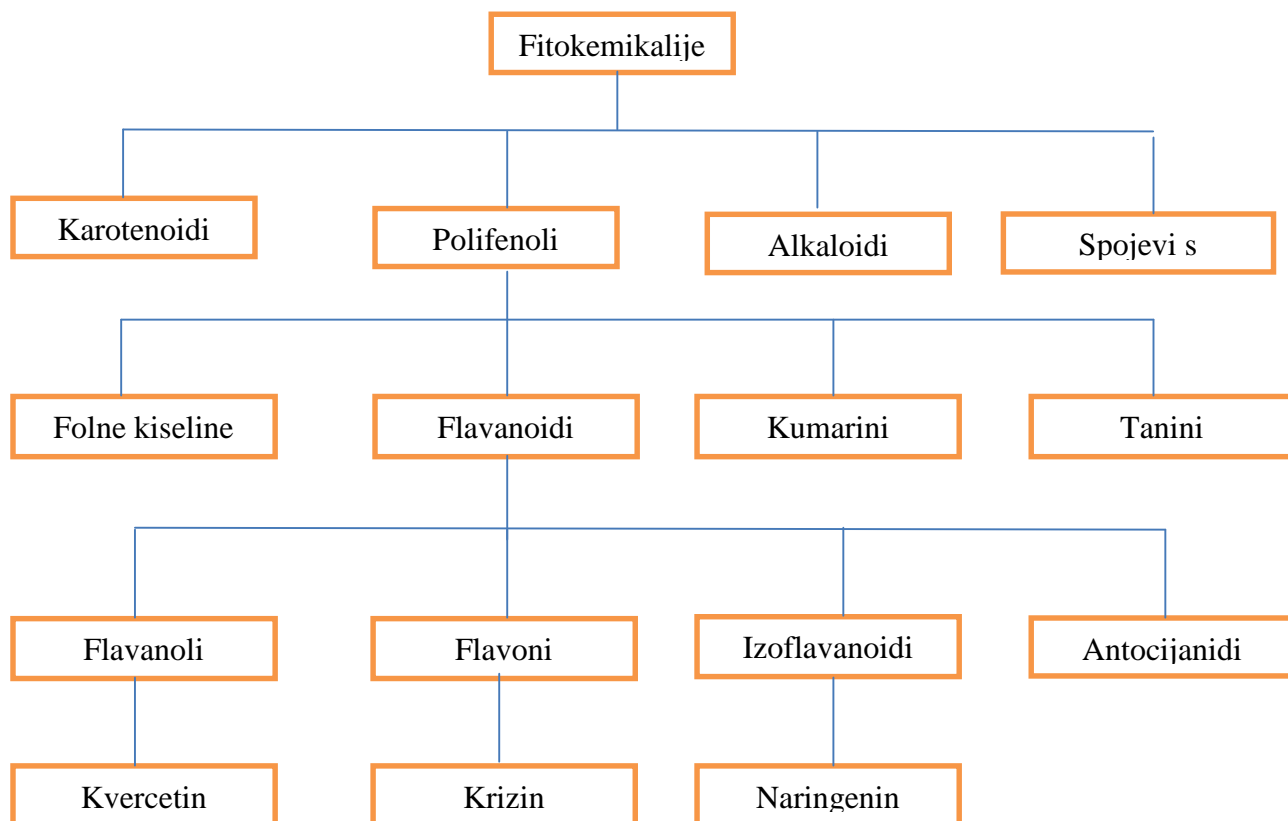 Fitokemikalije
Karotenoidi
Polifenoli
Alkaloidi
Spojevi s
Folne kiseline
Flavanoidi
Kumarini
Tanini
Flavanoli
Flavoni
Izoflavanoidi
Antocijanidi
Kvercetin
Krizin
Naringenin